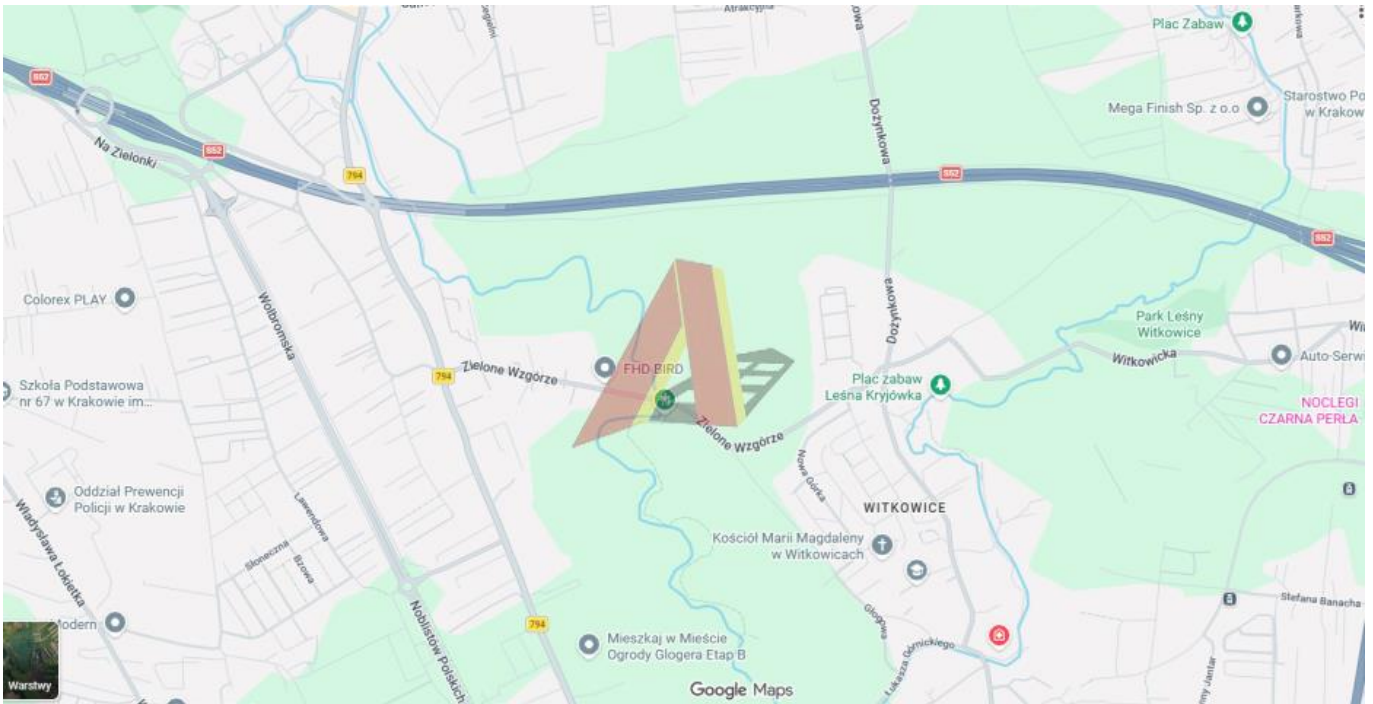 Atrakcyjna
Plac Zabaw
S52
Mega Finish Sp. z o.o
Starostwo Po
w Krakow
Dożynkowa
Na Zielonki
S52
794
S52
S52
Colorex PLAY
Wolbromska
Dożynkowa
Park Leśny
Witkowice
Witkowicka
Auto-Serwi
794
Zielone Wzgórze
FHD BIRD
Plac zabaw
Leśna Kryjówka
Szkoła Podstawowa
nr 67 w Krakowie im...
NOCLEGI
CZARNA PERŁA
Zielone Wzgórze
Nowa Górka
Oddział Prewencji
Policji w Krakowie
Lawendowa
WITKOWICE
Władysława Łokietka
Słoneczna
Bzowa
Kościół Marii Magdaleny
w Witkowicach
Stefana Banacha
Głogowa
Noblistów Polskich
794
Modern
Mieszkaj w Mieście
Ogrody Glogera Etap B
Łukasza Górnickiego
Warstwy
Google Maps